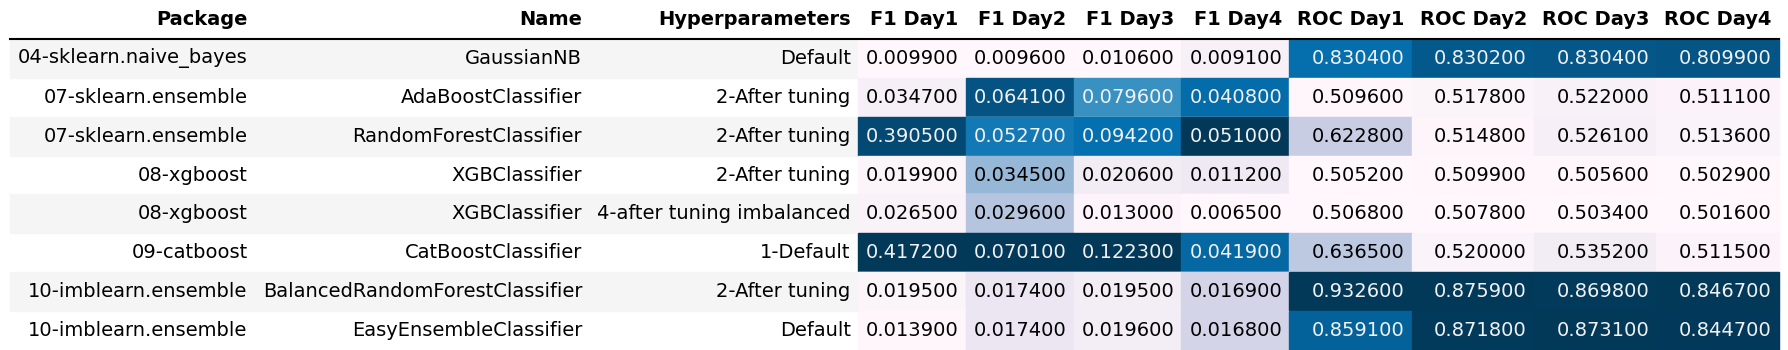 Package Name Hyperparameters F1 Day1 F1 Day2 F1 Day3 F1 Day4 ROC Day1 ROC Day2 ROC Day3 ROC Day4
04-sklearn.naive_bayes GaussianNB Default 0.009900 0.009600 0.010600 0.009100 0.830400 0.830200 0.830400 0.809900
07-sklearn.ensemble AdaBoostClassifier 2-After tuning 0.034700 0.064100 0.079600 0.040800 0.509600 0.517800 0.522000 0.511100
07-sklearn.ensemble RandomForestClassifier 2-After tuning 0.390500 0.052700 0.094200 0.051000 0.622800 0.514800 0.526100 0.513600
08-xgboost XGBClassifier 2-After tuning 0.019900 0.034500 0.020600 0.011200 0.505200 0.509900 0.505600 0.502900
08-xgboost XGBClassifier 4-after tuning imbalanced 0.026500 0.029600 0.013000 0.006500 0.506800 0.507800 0.503400 0.501600
09-catboost CatBoostClassifier 1-Default 0.417200 0.070100 0.122300 0.041900 0.636500 0.520000 0.535200 0.511500
10-imblearn.ensemble BalancedRandomForestClassifier 2-After tuning 0.019500 0.017400 0.019500 0.016900 0.932600 0.875900 0.869800 0.846700
10-imblearn.ensemble EasyEnsembleClassifier Default 0.013900 0.017400 0.019600 0.016800 0.859100 0.871800 0.873100 0.844700